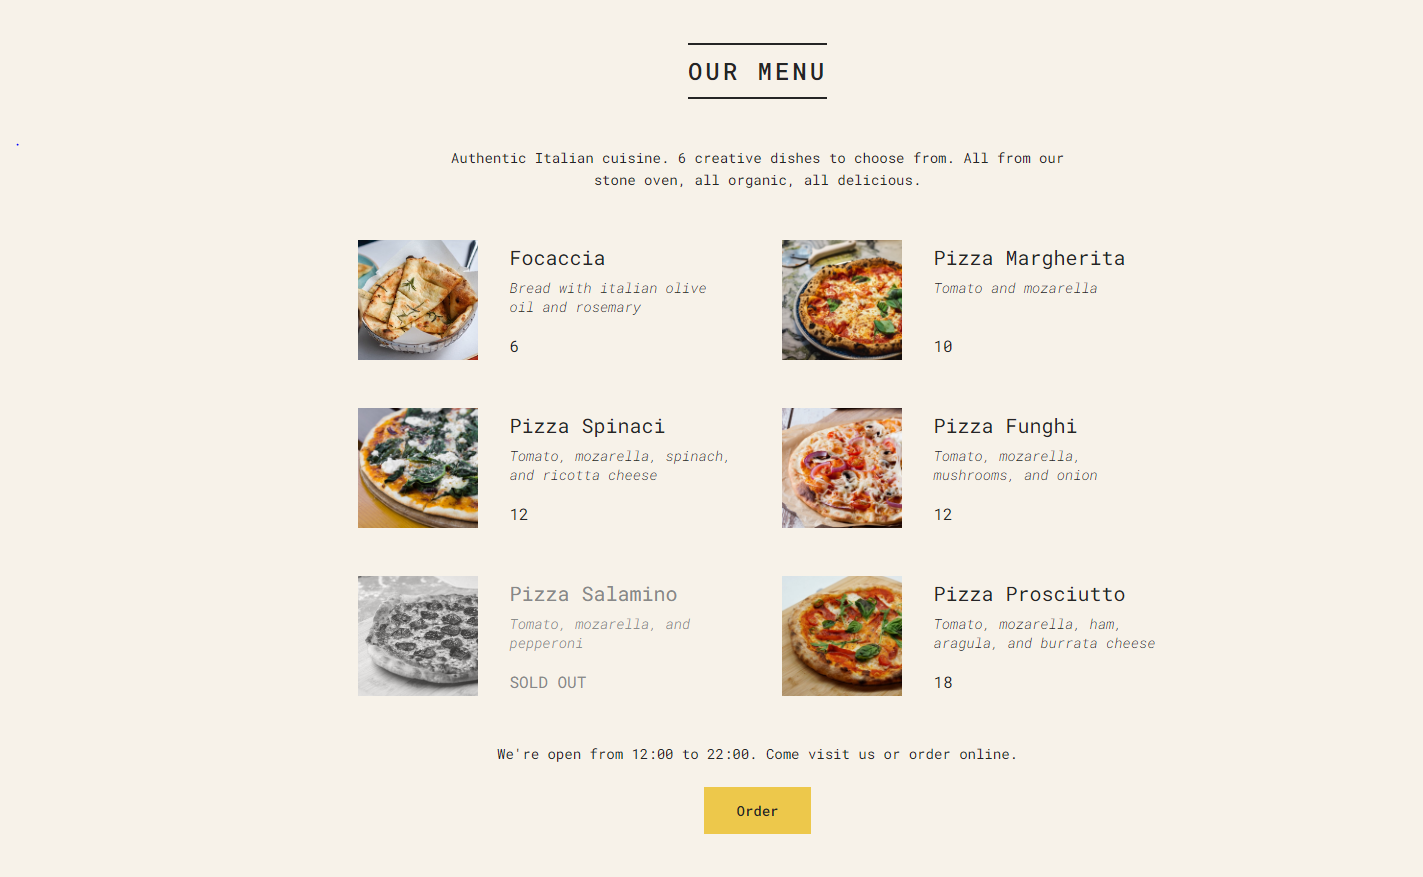 OUR MENU
Authentic Italian cuisine. 6 creative dishes to choose from. All from our
stone oven, all organic, all delicious.
Focaccia
Bread with italian olive
oil and rosemary
6
Pizza Margherita
Tomato and mozarella
10
Pizza Spinaci
Tomato, mozarella, spinach,
and ricotta cheese
12
Pizza Funghi
Tomato, mozarella,
mushrooms, and onion
12
Pizza Salamino
Tomato, mozarella, and
pepperoni
SOLD OUT
Pizza Prosciutto
Tomato, mozarella, ham,
aragula, and burrata cheese
18
We're open from 12:00 to 22:00. Come visit us or order online.
Order